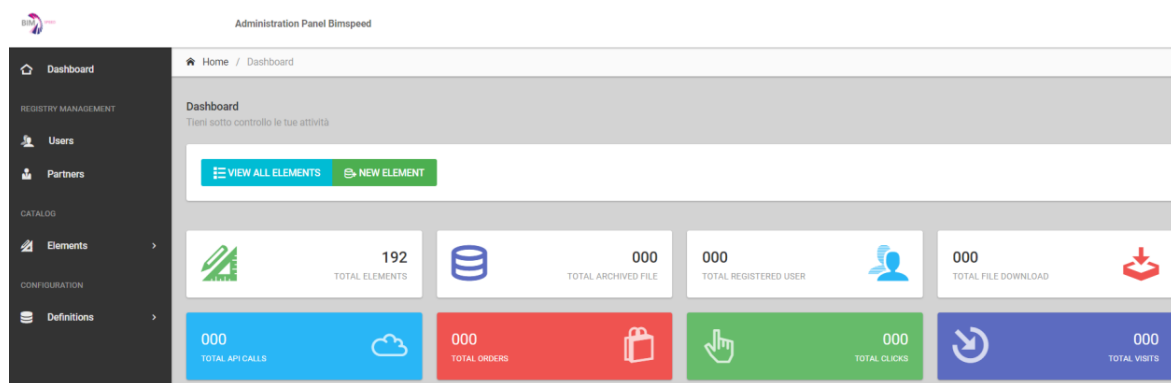 BIM
Administration Panel Bimspeed
Dashboard
Home / Dashboard
REGISTRY MANAGEMENT
Dashboard
Tieni sotto controllo le tue attività
Users
Partners
VIEW ALL ELEMENTS NEW ELEMENT
CATALOG
Elements
CONFIGURATION
Definitions
192
TOTAL ELEMENTS
000
TOTAL ARCHIVED FILE
000
TOTAL REGISTERED USER
000
TOTAL FILE DOWNLOAD
000
TOTAL API CALLS
000
TOTAL ORDERS
000
TOTAL CLICKS
000
TOTAL VISITS